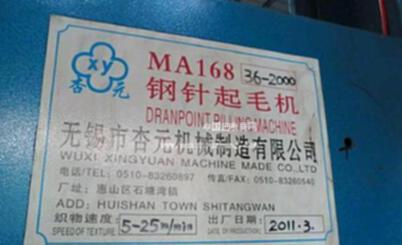 xy
杏元
MA168 36-2000
钢针起毛机
DRANPOINT PILLING MACHINE
无锡市杏元机械制造有限公司
WUXI XINGYUAN MACHINE MADE CO.LTD
电话/TEL: 0510-83260897 传真/FAX: 0510-83260540
厂址: 惠山区石塘湾镇
ADD: HUISHAN TOWN SHITANGWAN
织物速度: 5-25m/min 出厂日期: 2011.3.
SPEED OF TEXTURE DATE OF PRODUCTION